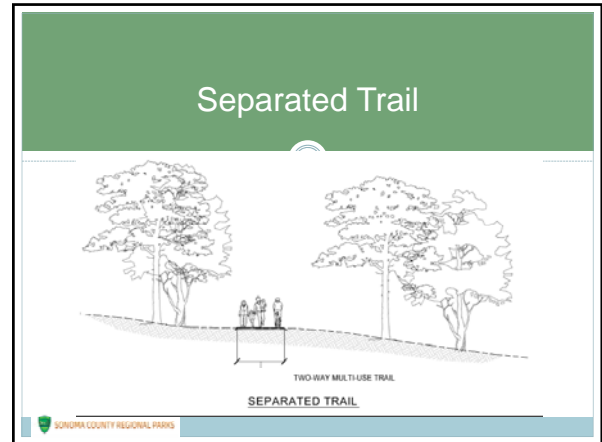 Separated Trail
TWO-WAY MULTI-USE TRAIL
SEPARATED TRAIL
SONOMA COUNTY REGIONAL PARKS